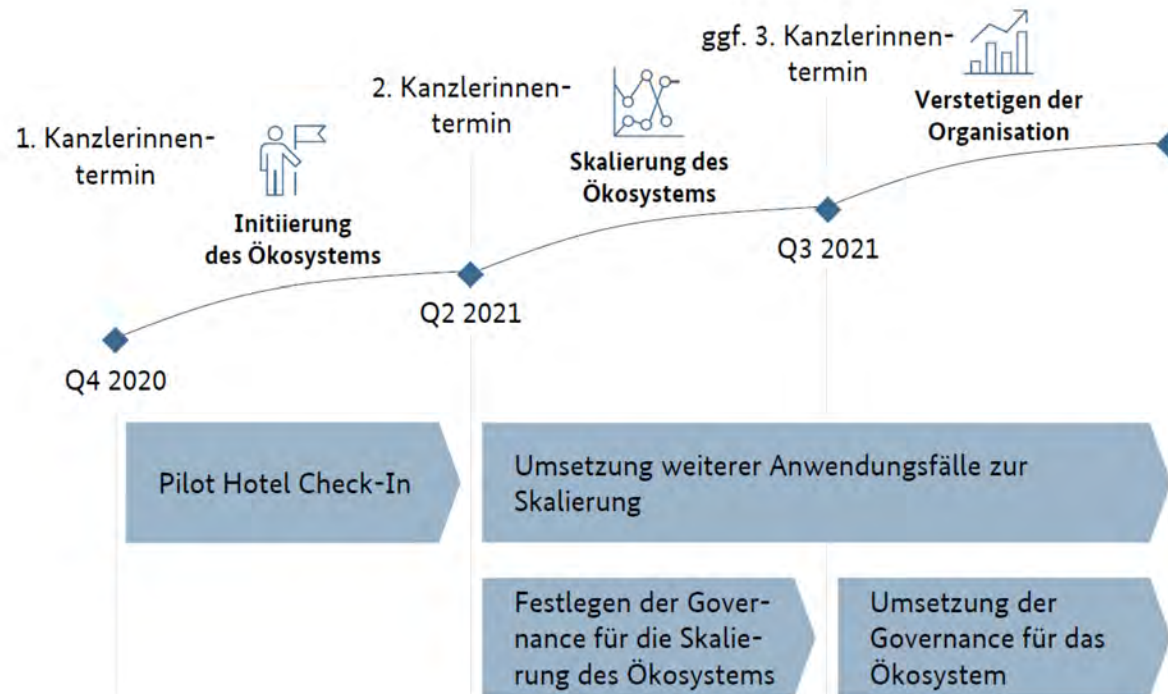 1. Kanzlerinnen-
termin
Initiierung
des Ökosystems
Q4 2020
2. Kanzlerinnen-
termin
Skalierung des
Ökosystems
Q2 2021
ggf. 3. Kanzlerinnen-
termin
Verstetigen der
Organisation
Q3 2021
Pilot Hotel Check-In
Umsetzung weiterer Anwendungsfälle zur
Skalierung
Festlegen der Gover-
nance für die Skalie-
rung des Ökosystems
Umsetzung der
Governance für das
Ökosystem